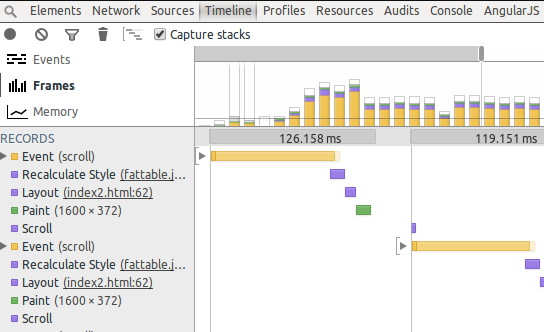 Elements Network Sources Timeline Profiles Resources Audits Console AngularJS
Capture stacks
Events
Frames
Memory
RECORDS
126.158 ms 119.151 ms
Event (scroll)
Recalculate Style (fattable.j...
Layout (index2.html:62)
Paint (1600 × 372)
Scroll
Event (scroll)
Recalculate Style (fattable.j...
Layout (index2.html:62)
Paint (1600 × 372)
Scroll